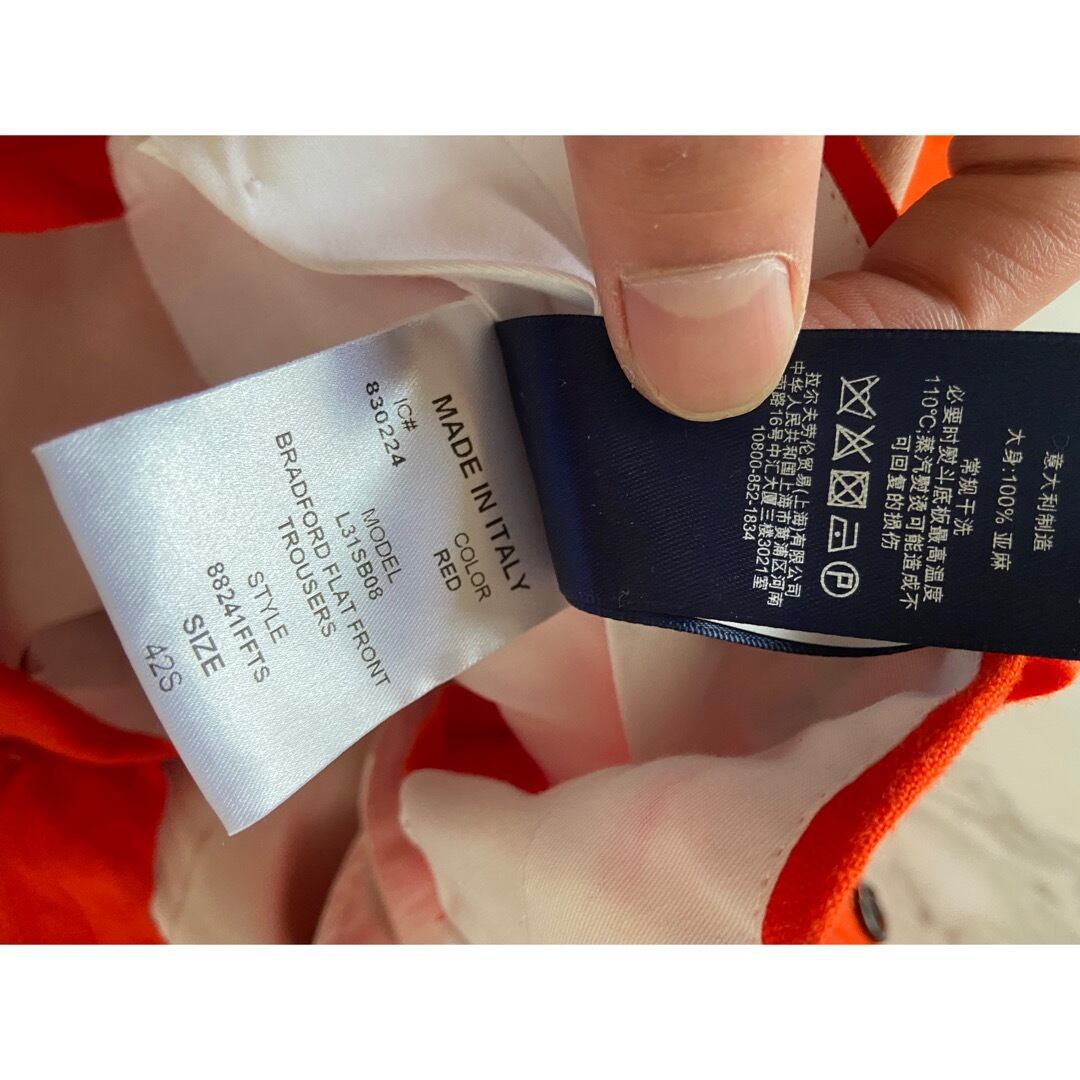 MADE IN ITALY
IC#
830224
COLOR
RED
MODEL
L31SB08
BRADFORD FLAT FRONT
TROUSERS
STYLE
88241FFTS
SIZE
42S
意大利制造
大身:100% 亚麻
常规干洗
必要时熨斗底板最高温度
110℃;蒸汽熨烫可能造成不
可回复的损伤
P
拉尔夫劳伦贸易(上海)有限公司
中华人民共和国上海市黄浦区河南
南路16号中汇大厦三楼3021室
10800-852-1834